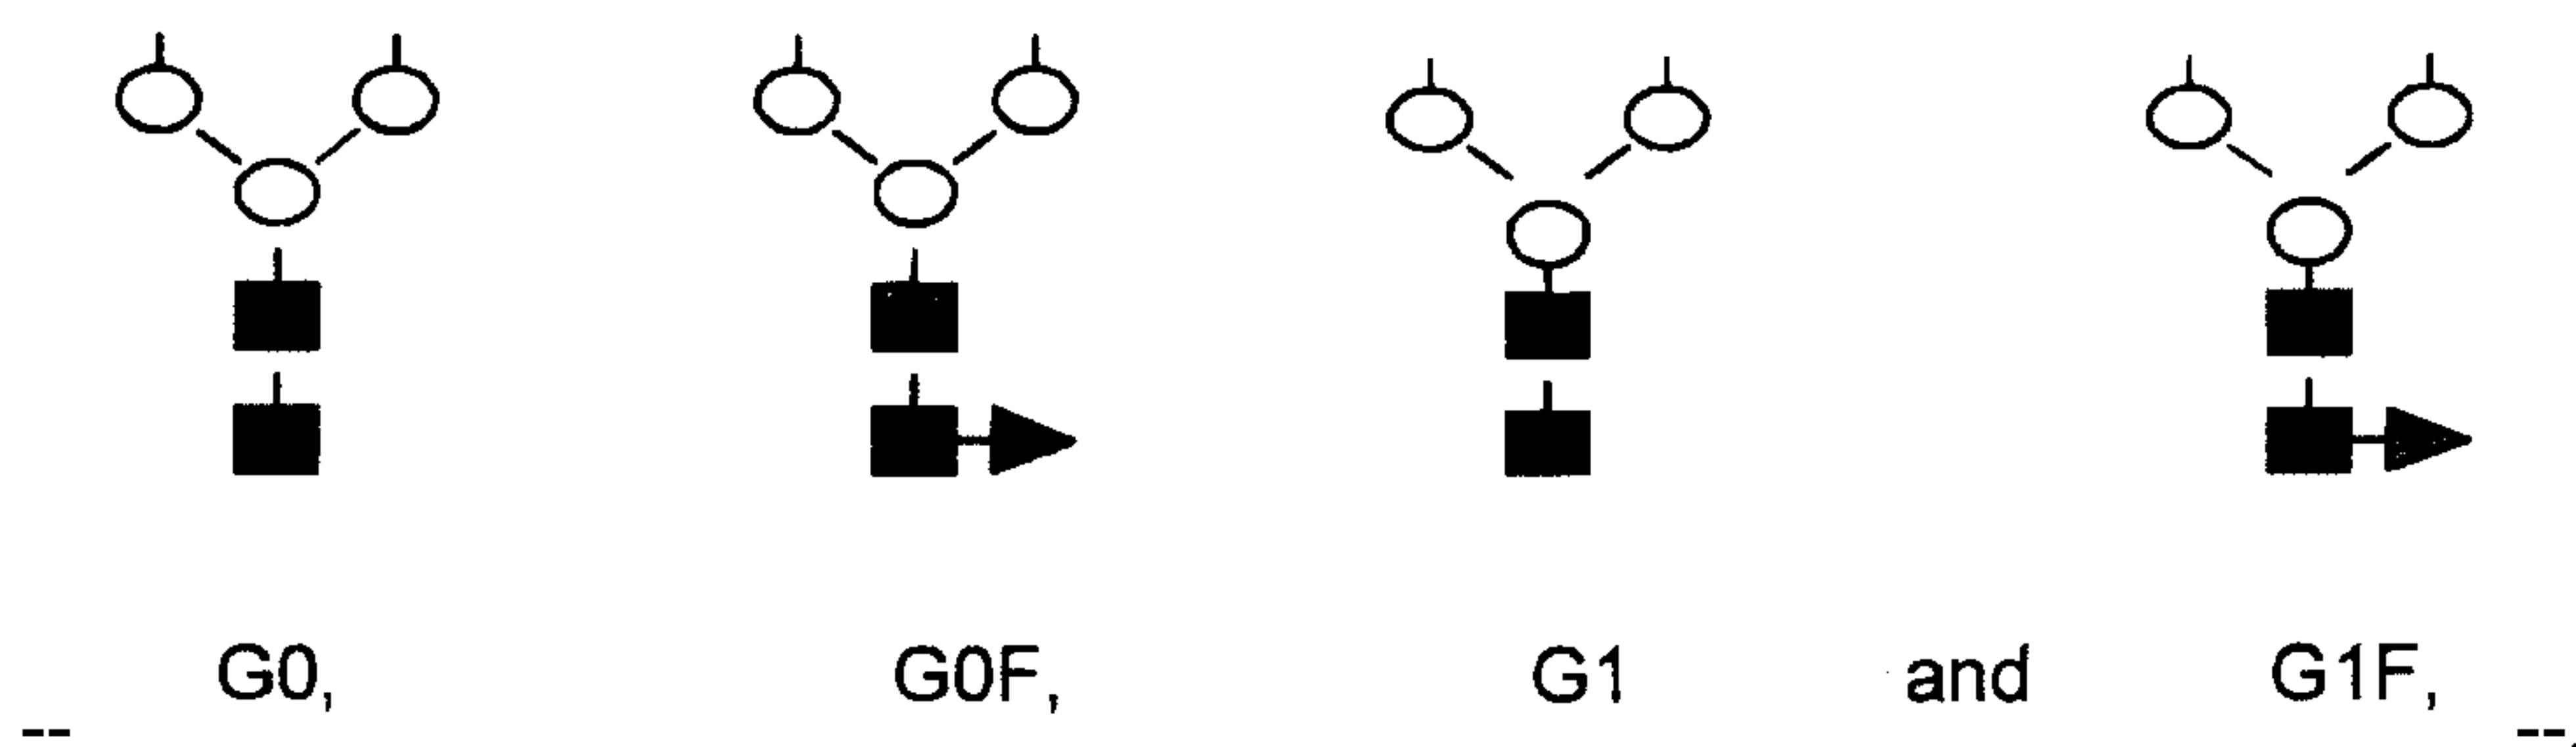 G0, G0F, G1 and G1F,
-- --.